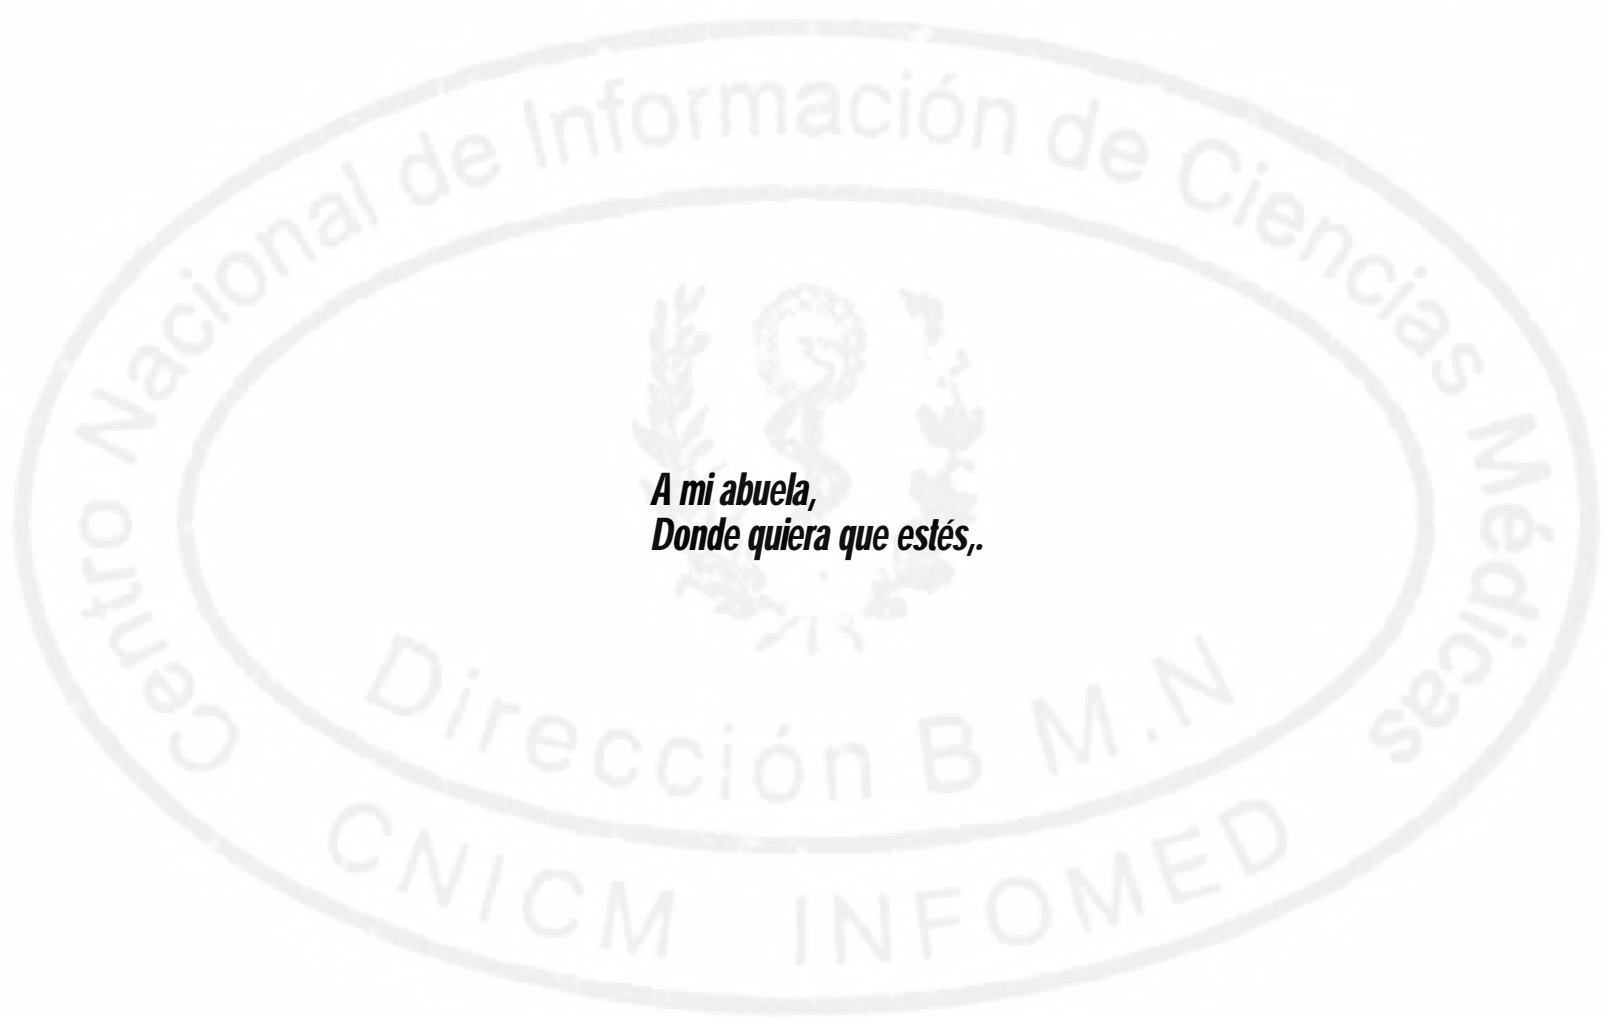 Centro Nacional de Información de Ciencias Médicas
A mi abuela,
Donde quiera que estés,.
Dirección B M.N
CNICM INFOMED